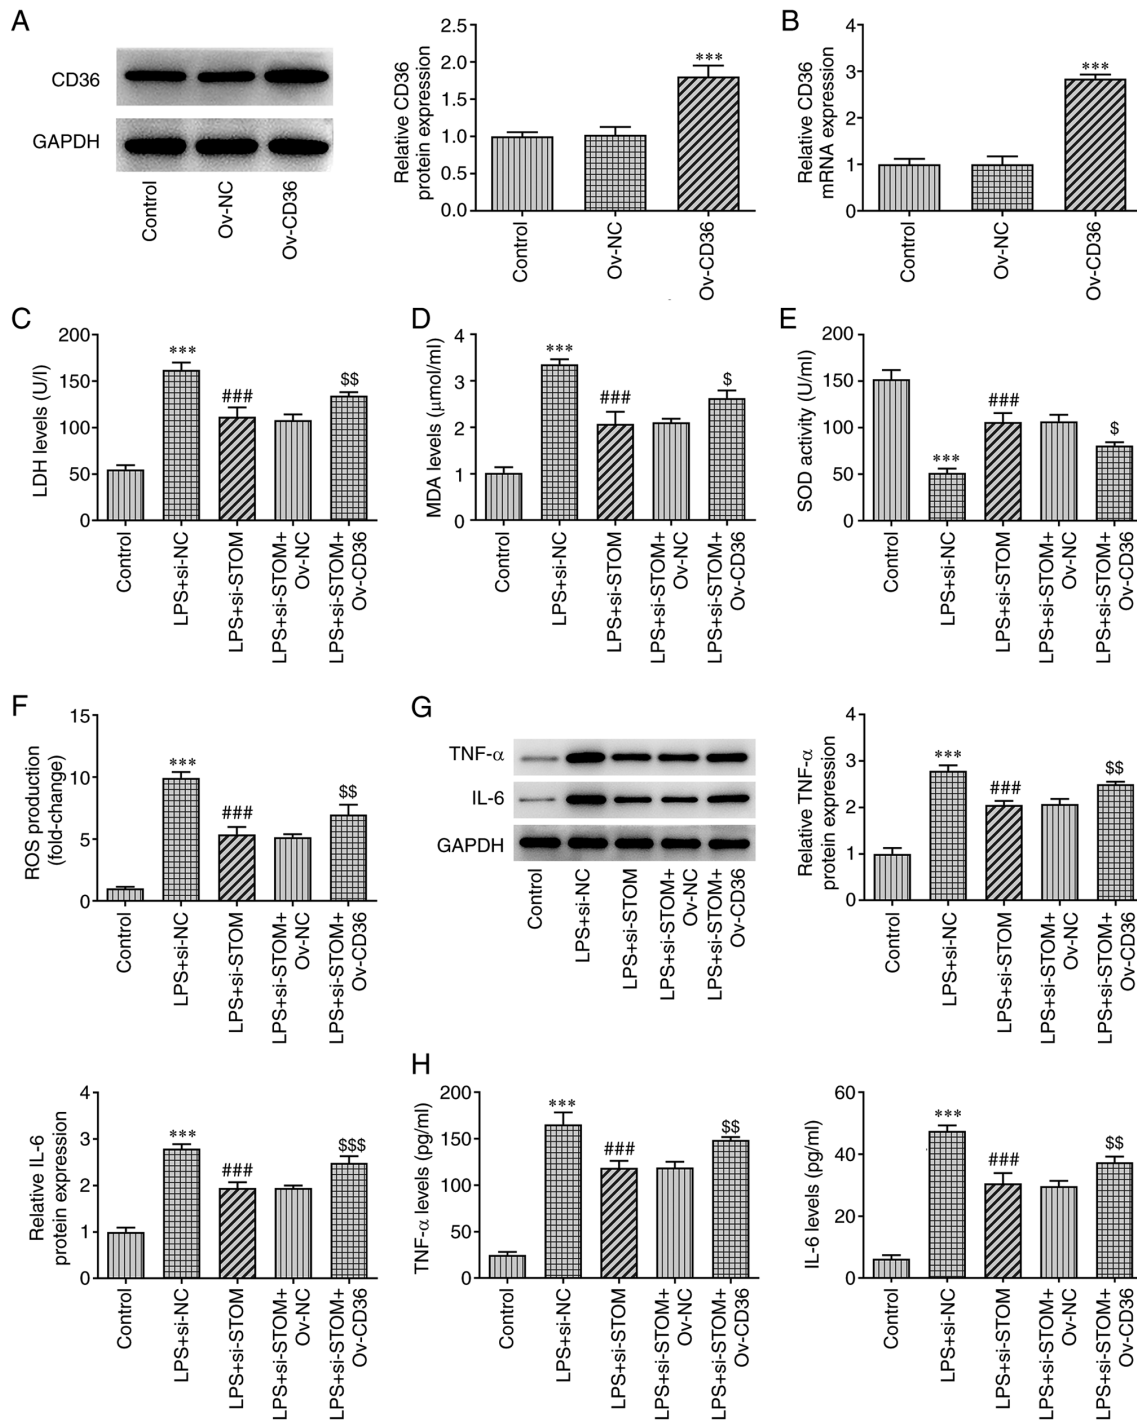 A
CD36
GAPDH
Control
Ov-NC
Ov-CD36
Relative CD36
protein expression
2.5
2.0
1.5
1.0
0.5
0.0
***
Control
Ov-NC
Ov-CD36
B
Relative CD36
mRNA expression
4
3
2
1
0
***
Control
Ov-NC
Ov-CD36
C
LDH levels (U/l)
200
150
100
50
0
***
###
$$
Control
LPS+si-NC
LPS+si-STOM
LPS+si-STOM+
Ov-NC
LPS+si-STOM+
Ov-CD36
D
MDA levels (μmol/ml)
4
3
2
1
0
***
###
$
Control
LPS+si-NC
LPS+si-STOM
LPS+si-STOM+
Ov-NC
LPS+si-STOM+
Ov-CD36
E
SOD activity (U/ml)
200
150
100
50
0
***
###
$
Control
LPS+si-NC
LPS+si-STOM
LPS+si-STOM+
Ov-NC
LPS+si-STOM+
Ov-CD36
F
ROS production
(fold-change)
15
10
5
0
***
###
$$
Control
LPS+si-NC
LPS+si-STOM
LPS+si-STOM+
Ov-NC
LPS+si-STOM+
Ov-CD36
G
TNF-α
IL-6
GAPDH
Control
LPS+si-NC
LPS+si-STOM
LPS+si-STOM+
Ov-NC
LPS+si-STOM+
Ov-CD36
Relative TNF-α
protein expression
4
3
2
1
0
***
###
$$
Control
LPS+si-NC
LPS+si-STOM
LPS+si-STOM+
Ov-NC
LPS+si-STOM+
Ov-CD36
Relative IL-6
protein expression
4
3
2
1
0
***
###
$$$
Control
LPS+si-NC
LPS+si-STOM
LPS+si-STOM+
Ov-NC
LPS+si-STOM+
Ov-CD36
H
TNF-α levels (pg/ml)
200
150
100
50
0
***
###
$$
Control
LPS+si-NC
LPS+si-STOM
LPS+si-STOM+
Ov-NC
LPS+si-STOM+
Ov-CD36
IL-6 levels (pg/ml)
60
40
20
0
***
###
$$
Control
LPS+si-NC
LPS+si-STOM
LPS+si-STOM+
Ov-NC
LPS+si-STOM+
Ov-CD36